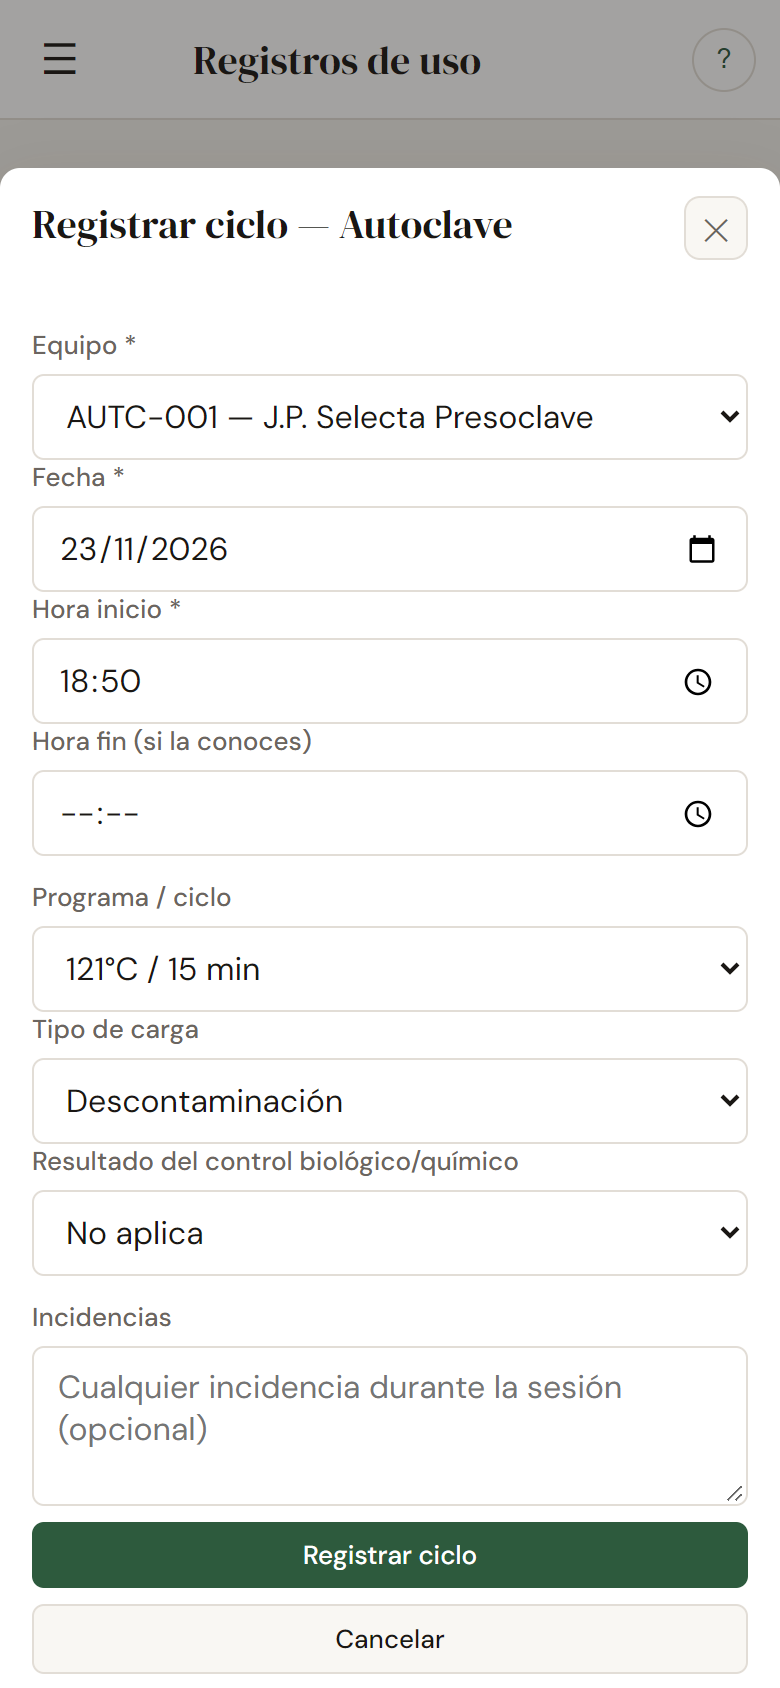 Registros de uso
?
Registrar ciclo — Autoclave
Equipo *
AUTC-001 — J.P. Selecta Presoclave
Fecha *
23/11/2026
Hora inicio *
18:50
Hora fin (si la conoces)
--:--
Programa / ciclo
121°C / 15 min
Tipo de carga
Descontaminación
Resultado del control biológico/químico
No aplica
Incidencias
Cualquier incidencia durante la sesión
(opcional)
Registrar ciclo
Cancelar